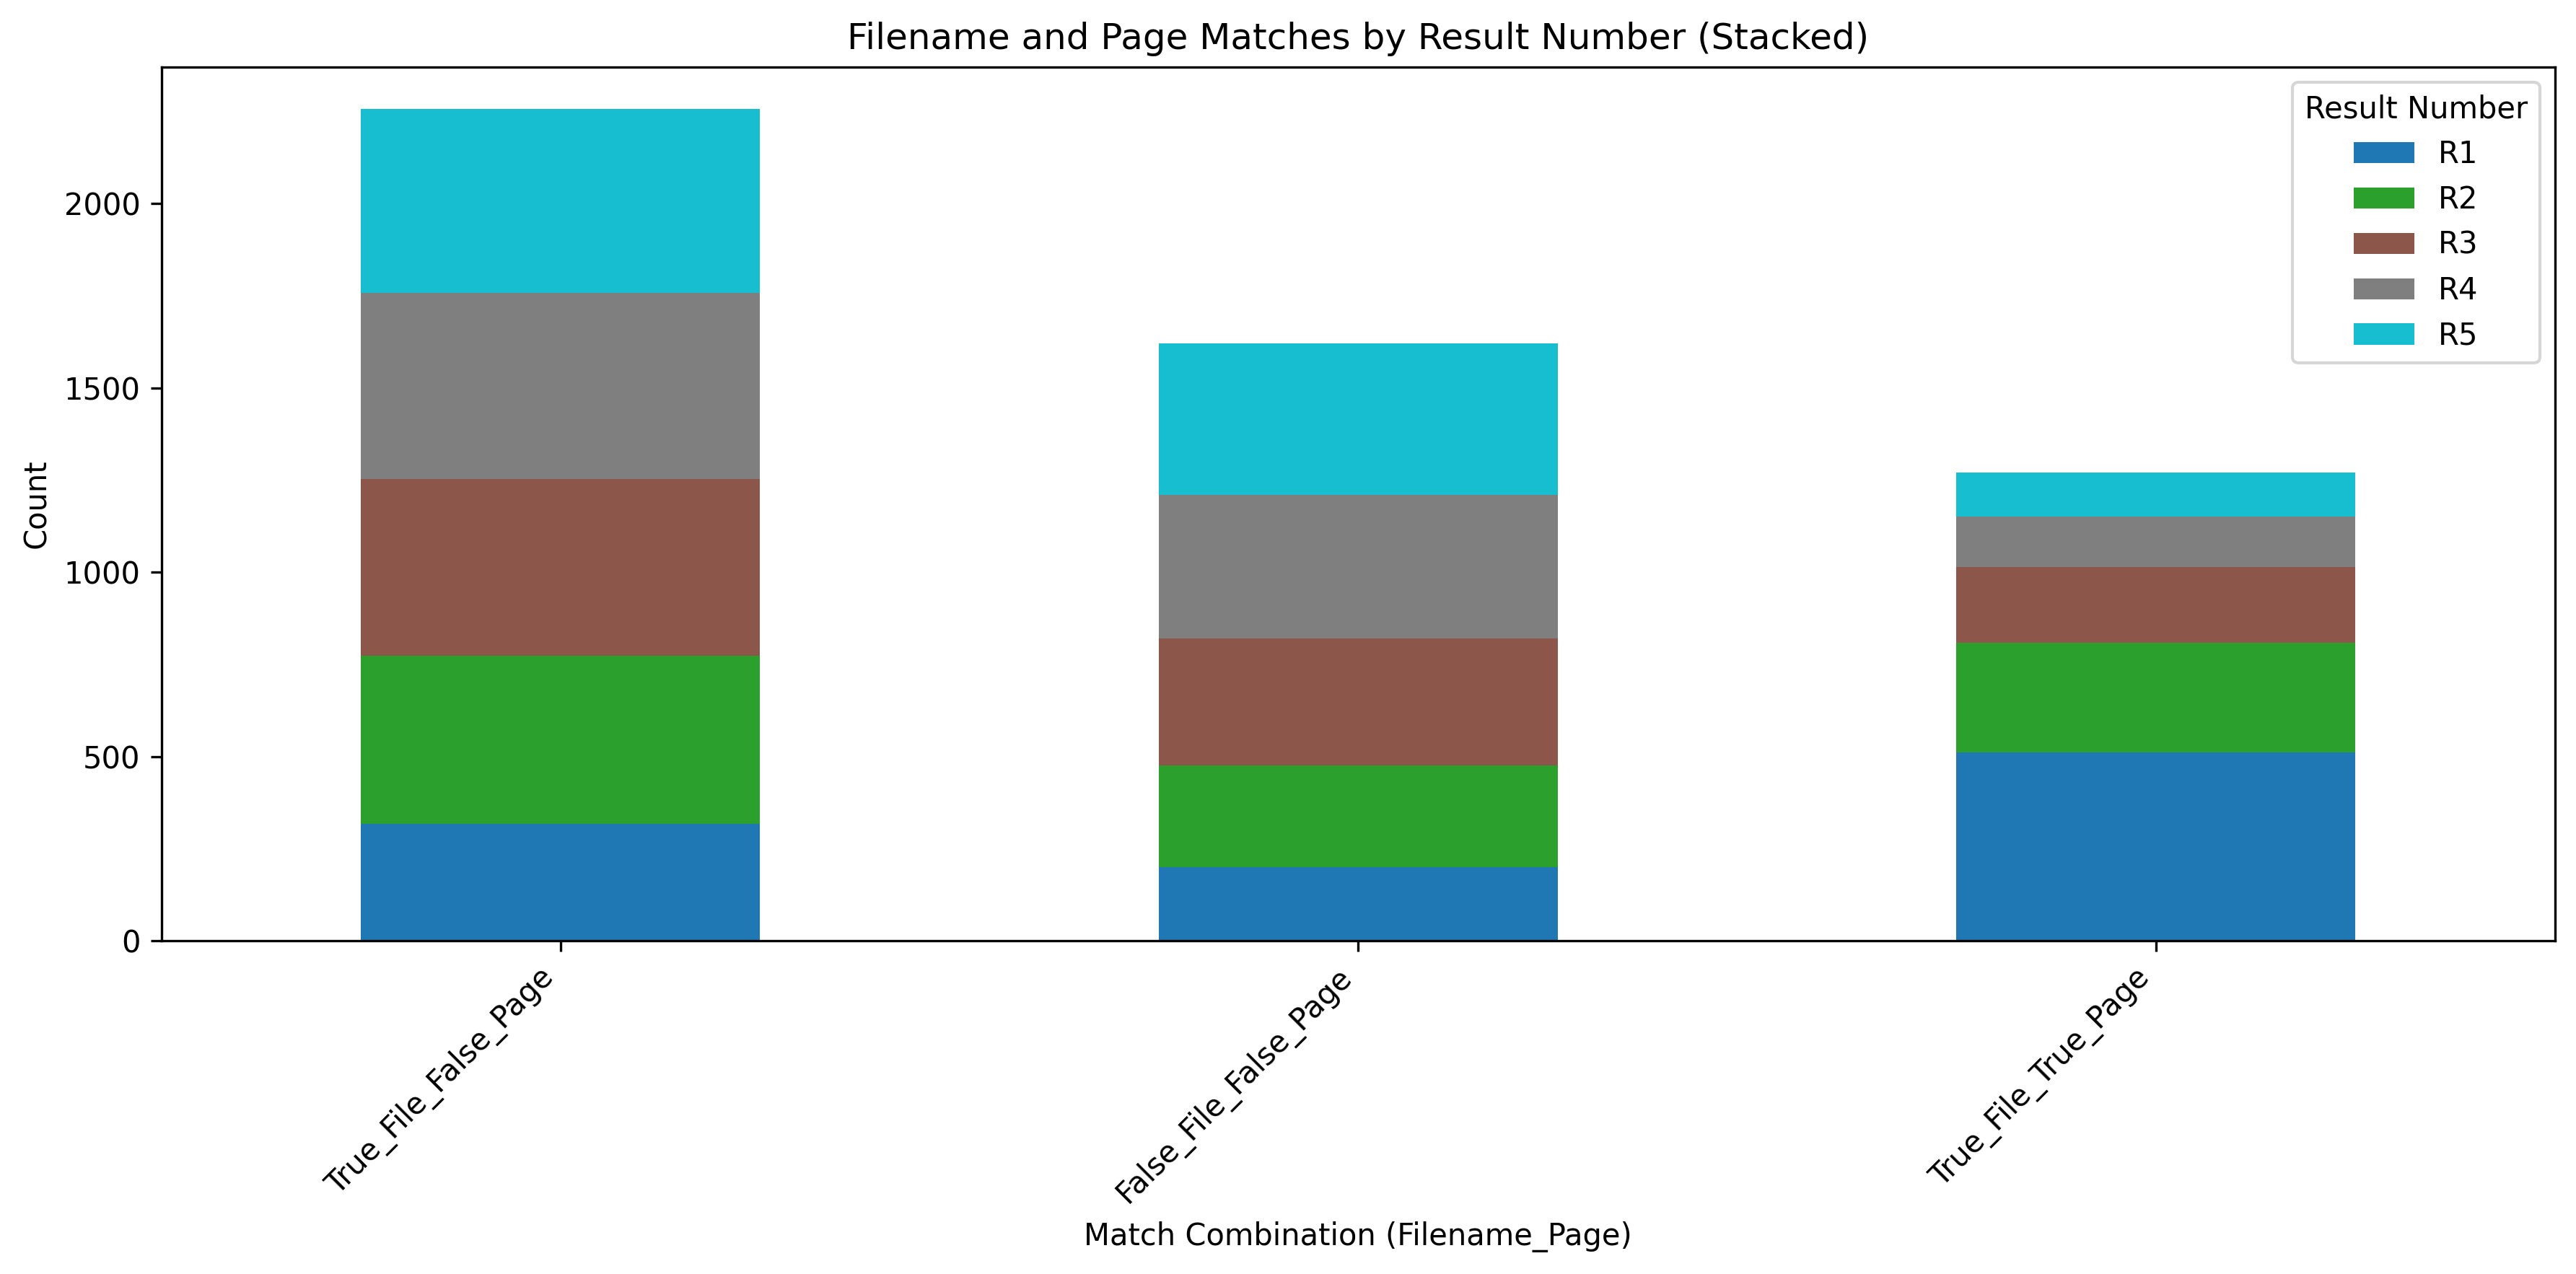 Filename and Page Matches by Result Number (Stacked)
Result Number
R1
R2
R3
R4
R5
Count
2000
1500
1000
500
0
True_File_False_Page
False_File_False_Page
True_File_True_Page
Match Combination (Filename_Page)